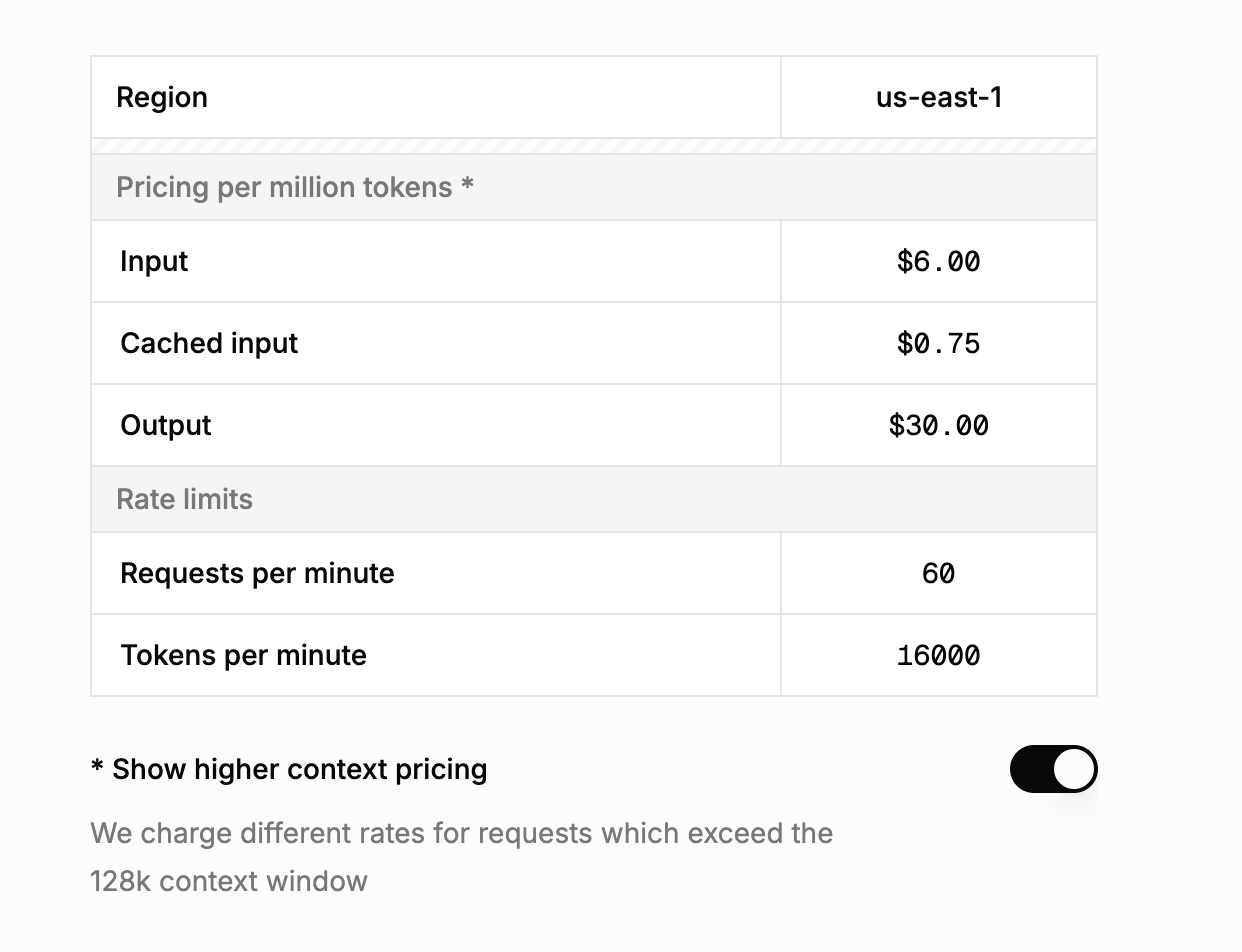 Region us-east-1
Pricing per million tokens *
Input $6.00
Cached input $0.75
Output $30.00
Rate limits
Requests per minute 60
Tokens per minute 16000
* Show higher context pricing
We charge different rates for requests which exceed the
128k context window